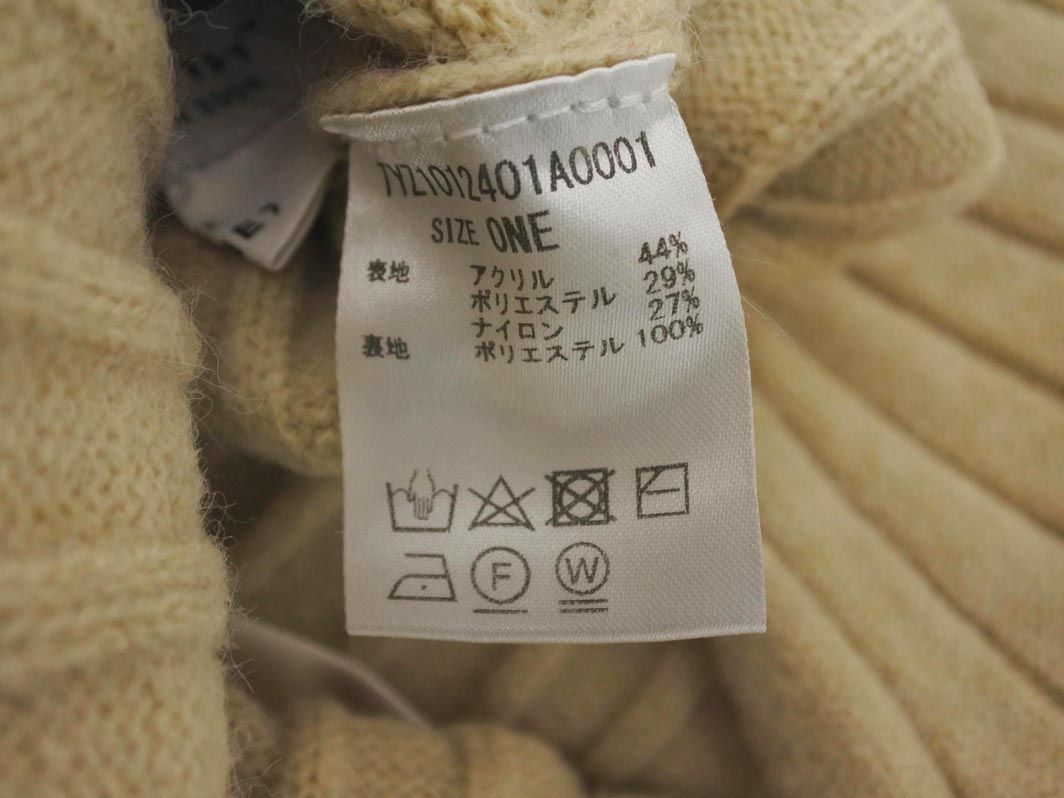 TYZ1012401A0001
SIZE ONE
表地 アクリル 44%
ポリエステル 29%
ナイロン 27%
裏地 ポリエステル 100%
F W